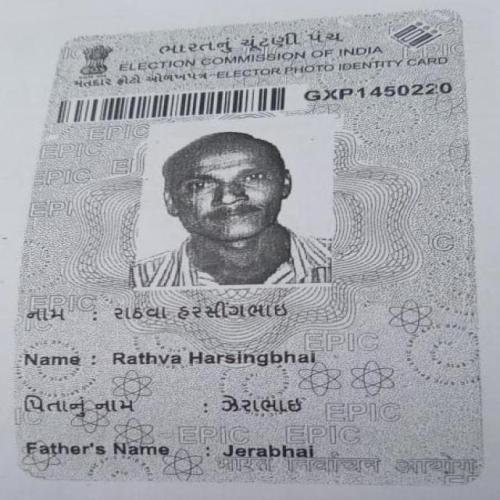 ભારતનું ચૂંટણી પંચ
ELECTION COMMISSION OF INDIA
મતદાર ફોટો ઓળખપત્ર-ELECTOR PHOTO IDENTITY CARD
GXP1450220
નામ : રાઠવા હરસીગભાઇ
Name : Rathva Harsingbhai
પિતાનું નામ : ઝેરાભાઇ
Father's Name : Jerabhai
भारत निर्वाचन आयोग